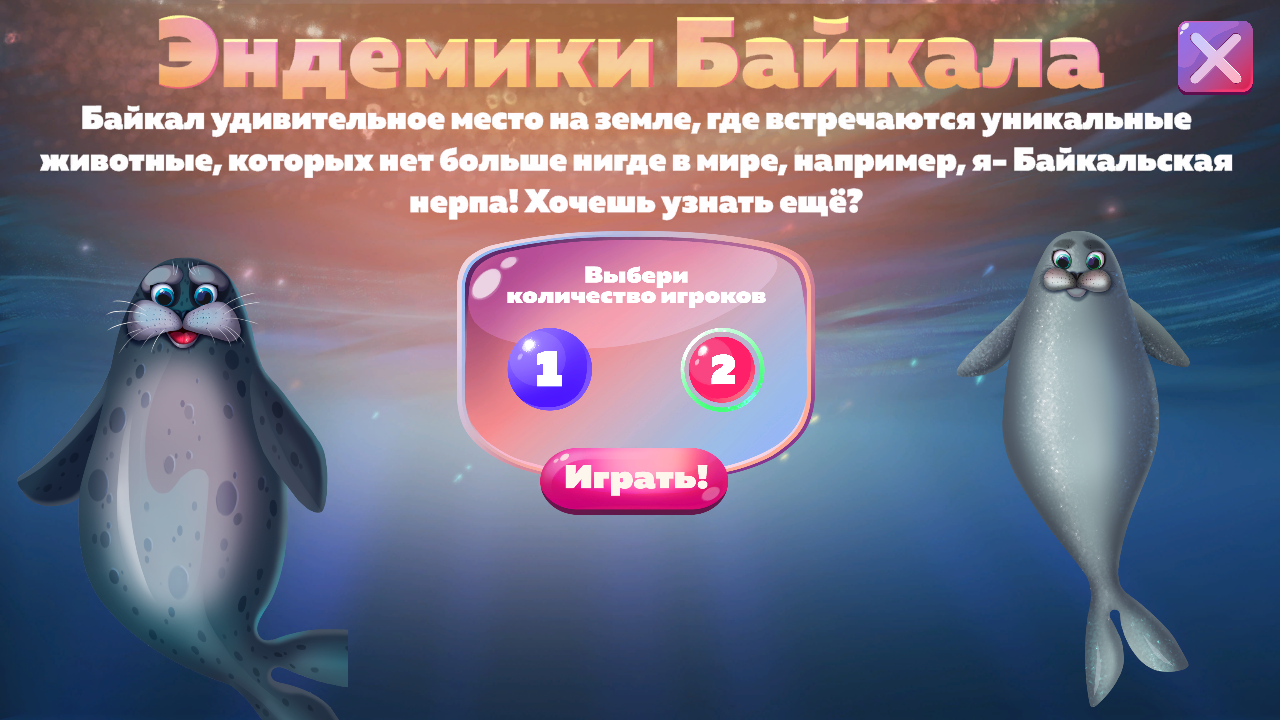 Эндемики Байкала
Байкал удивительное место на земле, где встречаются уникальные
животные, которых нет больше нигде в мире, например, я- Байкальская
нерпа! Хочешь узнать ещё?
Выбери
количество игроков
1 2
Играть!